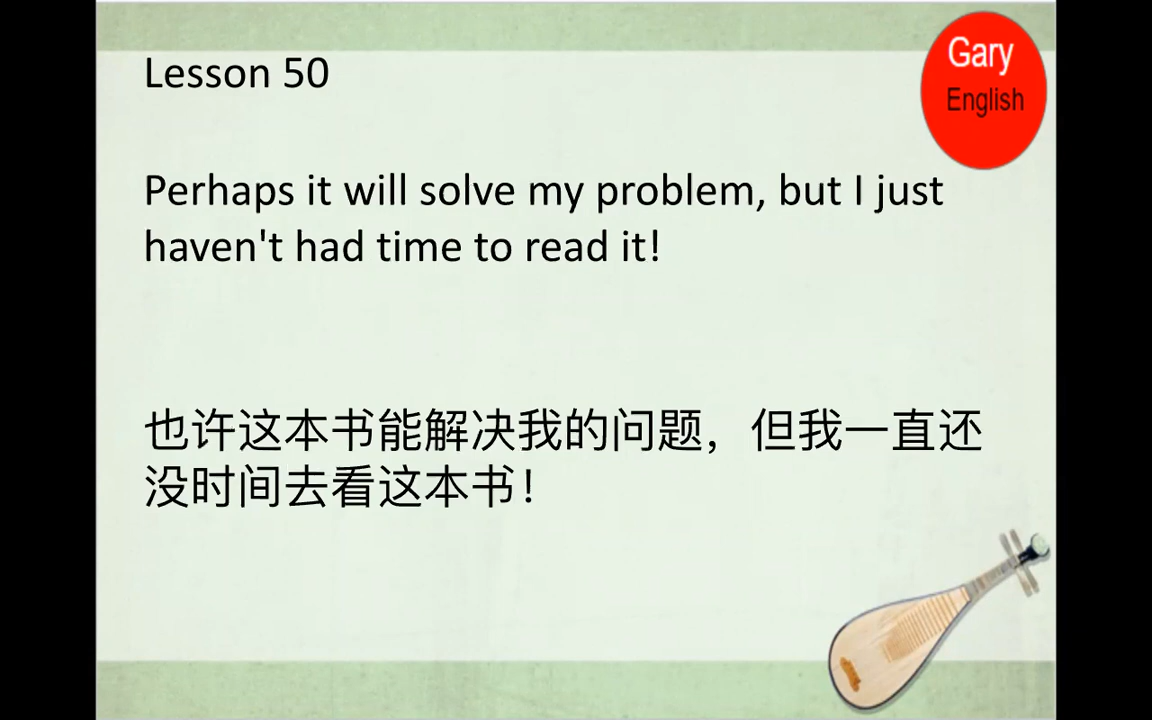 Lesson 50
Gary
English
Perhaps it will solve my problem, but I just
haven't had time to read it!
也许这本书能解决我的问题，但我一直还
没时间去看这本书！